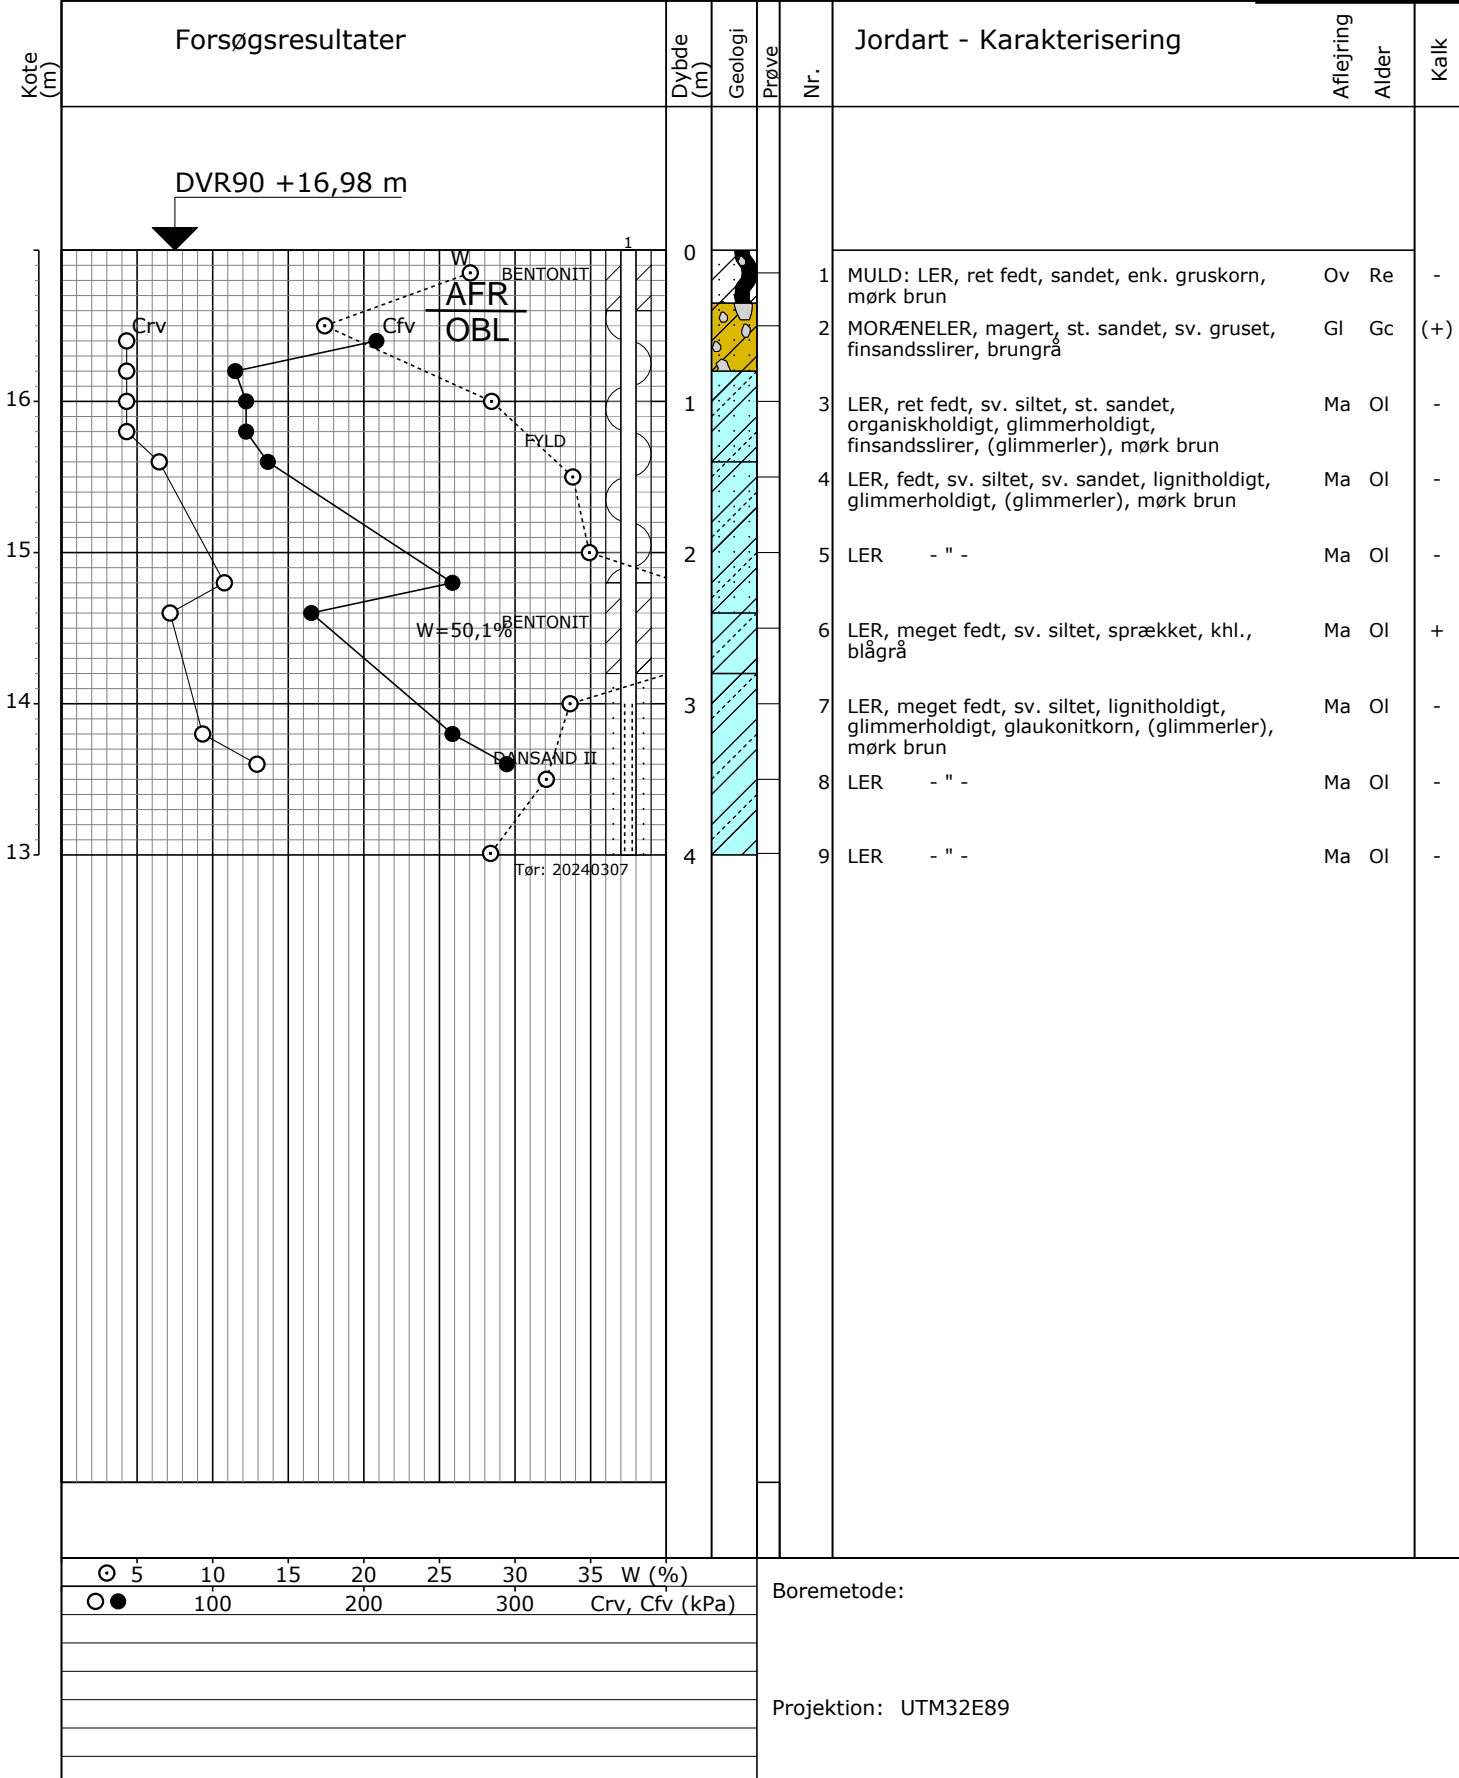 Kote (m)
Forsøgsresultater
Dybde (m)
Geologi
Prøve
Nr.
Jordart - Karakterisering
Aflejring
Alder
Kalk
DVR90 +16,98 m
1
W
BENTONIT
AFR
OBL
Crv
Cfv
FYLD
W=50,1%
BENTONIT
DANSAND II
Tør: 20240307
16
15
14
13
0
1
2
3
4
1 MULD: LER, ret fedt, sandet, enk. gruskorn, Ov Re -
mørk brun
2 MORÆNELER, magert, st. sandet, sv. gruset, Gl Gc (+)
finsandsslirer, brungrå
3 LER, ret fedt, sv. siltet, st. sandet, Ma Ol -
organiskholdigt, glimmerholdigt,
finsandsslirer, (glimmerler), mørk brun
4 LER, fedt, sv. siltet, sv. sandet, lignitholdigt, Ma Ol -
glimmerholdigt, (glimmerler), mørk brun
5 LER - " - Ma Ol -
6 LER, meget fedt, sv. siltet, sprækket, khl., Ma Ol +
blågrå
7 LER, meget fedt, sv. siltet, lignitholdigt, Ma Ol -
glimmerholdigt, glaukonitkorn, (glimmerler),
mørk brun
8 LER - " - Ma Ol -
9 LER - " - Ma Ol -
5 10 15 20 25 30 35 W (%)
100 200 300 Crv, Cfv (kPa)
Boremetode:
Projektion: UTM32E89